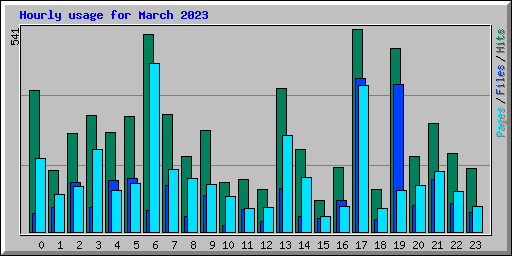 Hourly usage for March 2023
541
Pages/Files/Hits
0 1 2 3 4 5 6 7 8 9 10 11 12 13 14 15 16 17 18 19 20 21 22 23